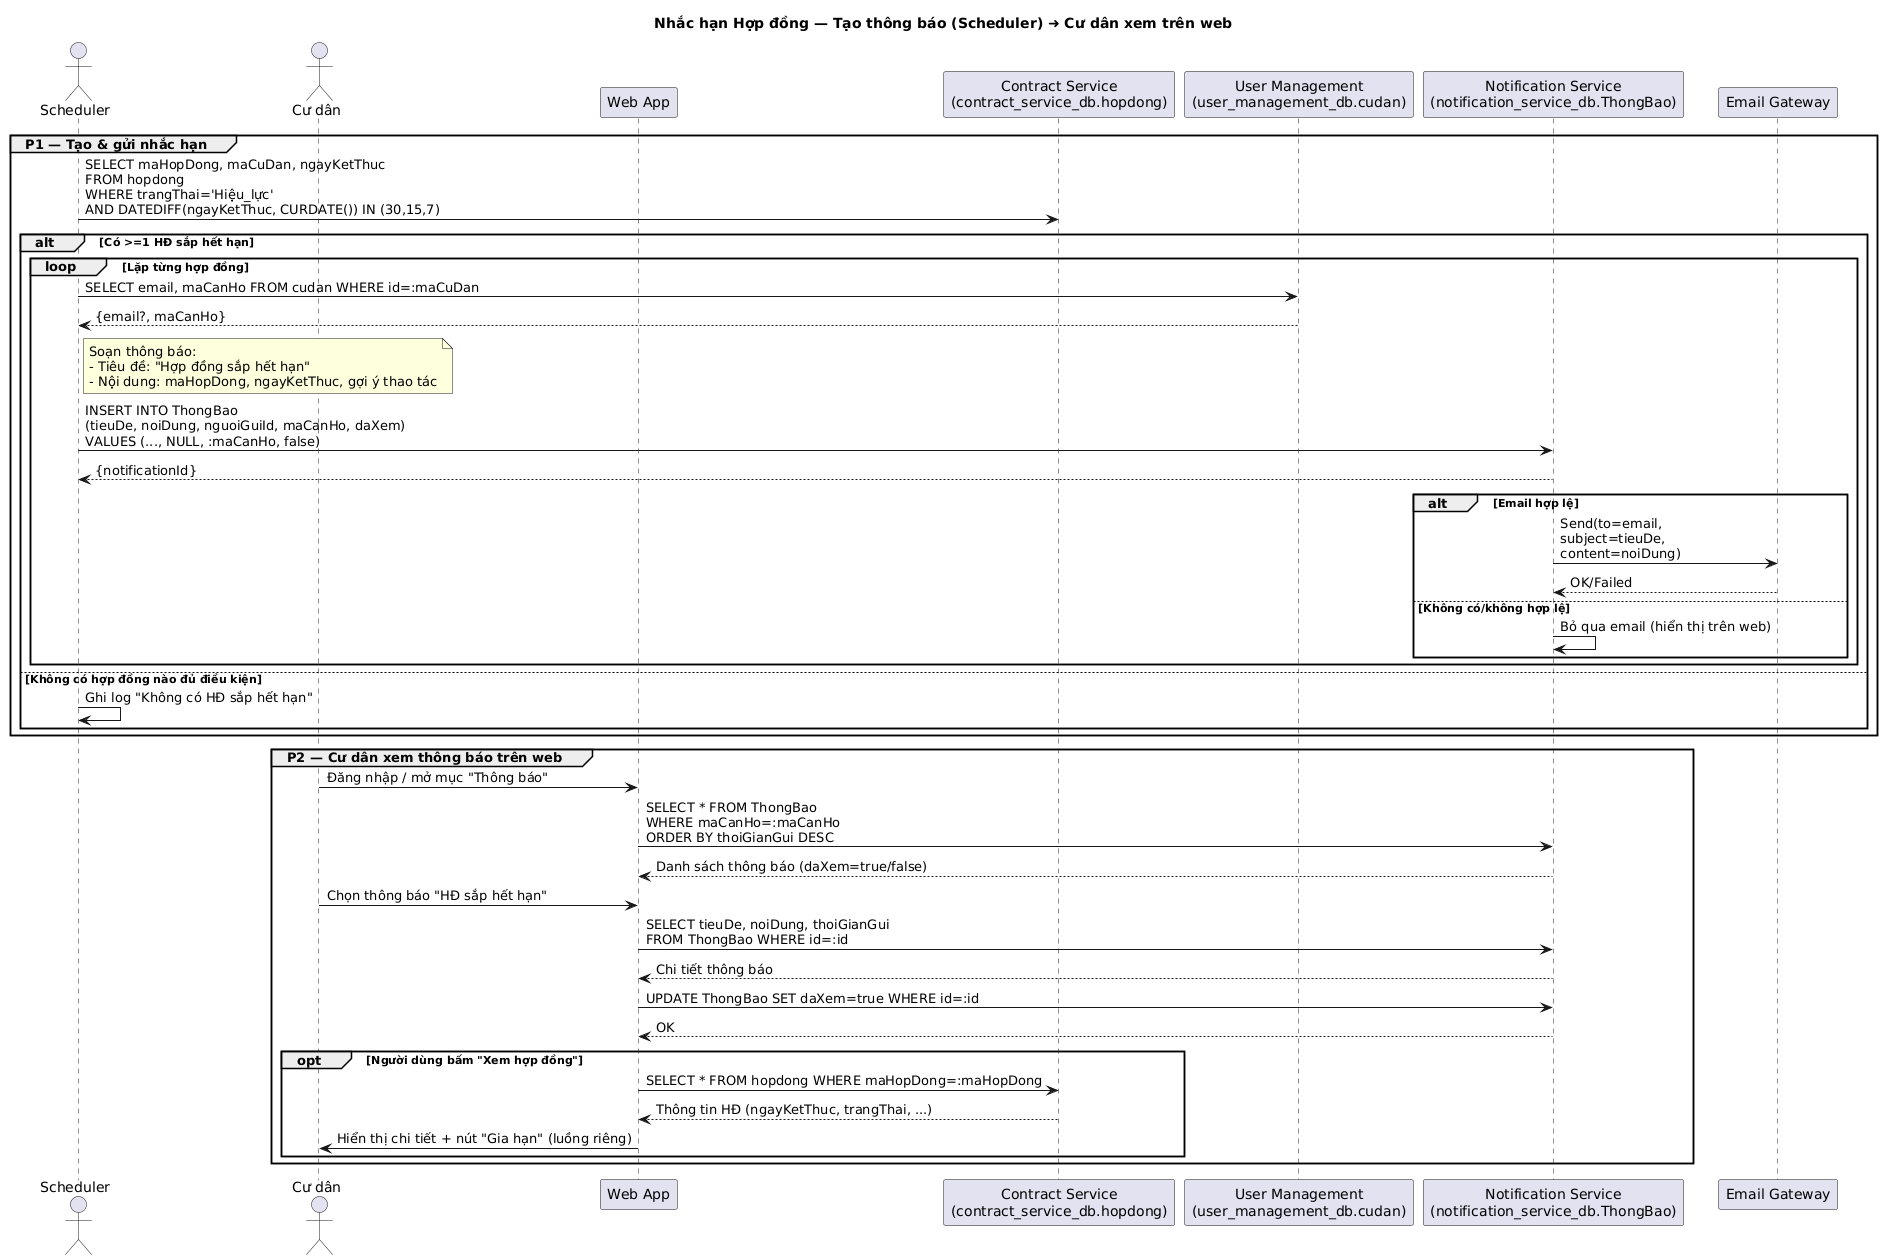 Nhắc hạn Hợp đồng — Tạo thông báo (Scheduler) ➜ Cư dân xem trên web
Scheduler
Cư dân
Web App
Contract Service
(contract_service_db.hopdong)
User Management
(user_management_db.cudan)
Notification Service
(notification_service_db.ThongBao)
Email Gateway
P1 — Tạo & gửi nhắc hạn
SELECT maHopDong, maCuDan, ngayKetThuc
FROM hopdong
WHERE trangThai='Hiệu_lực'
AND DATEDIFF(ngayKetThuc, CURDATE()) IN (30,15,7)
alt [Có >=1 HĐ sắp hết hạn]
loop [Lặp từng hợp đồng]
SELECT email, maCanHo FROM cudan WHERE id=:maCuDan
{email?, maCanHo}
Soạn thông báo:
- Tiêu đề: "Hợp đồng sắp hết hạn"
- Nội dung: maHopDong, ngayKetThuc, gợi ý thao tác
INSERT INTO ThongBao
(tieuDe, noiDung, nguoiGuiId, maCanHo, daXem)
VALUES (..., NULL, :maCanHo, false)
{notificationId}
alt [Email hợp lệ]
Send(to=email,
subject=tieuDe,
content=noiDung)
OK/Failed
[Không có/không hợp lệ]
Bỏ qua email (hiển thị trên web)
[Không có hợp đồng nào đủ điều kiện]
Ghi log "Không có HĐ sắp hết hạn"
P2 — Cư dân xem thông báo trên web
Đăng nhập / mở mục "Thông báo"
SELECT * FROM ThongBao
WHERE maCanHo=:maCanHo
ORDER BY thoiGianGui DESC
Danh sách thông báo (daXem=true/false)
Chọn thông báo "HĐ sắp hết hạn"
SELECT tieuDe, noiDung, thoiGianGui
FROM ThongBao WHERE id=:id
Chi tiết thông báo
UPDATE ThongBao SET daXem=true WHERE id=:id
OK
opt [Người dùng bấm "Xem hợp đồng"]
SELECT * FROM hopdong WHERE maHopDong=:maHopDong
Thông tin HĐ (ngayKetThuc, trangThai, ...)
Hiển thị chi tiết + nút "Gia hạn" (luồng riêng)
Scheduler
Cư dân
Web App
Contract Service
(contract_service_db.hopdong)
User Management
(user_management_db.cudan)
Notification Service
(notification_service_db.ThongBao)
Email Gateway